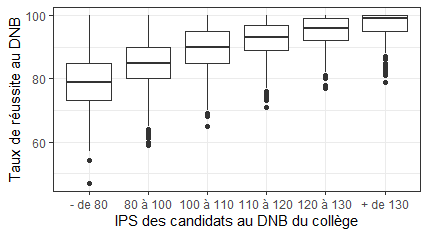 Taux de réussite au DNB
100
80
60
- de 80 80 à 100 100 à 110 110 à 120 120 à 130 + de 130
IPS des candidats au DNB du collège